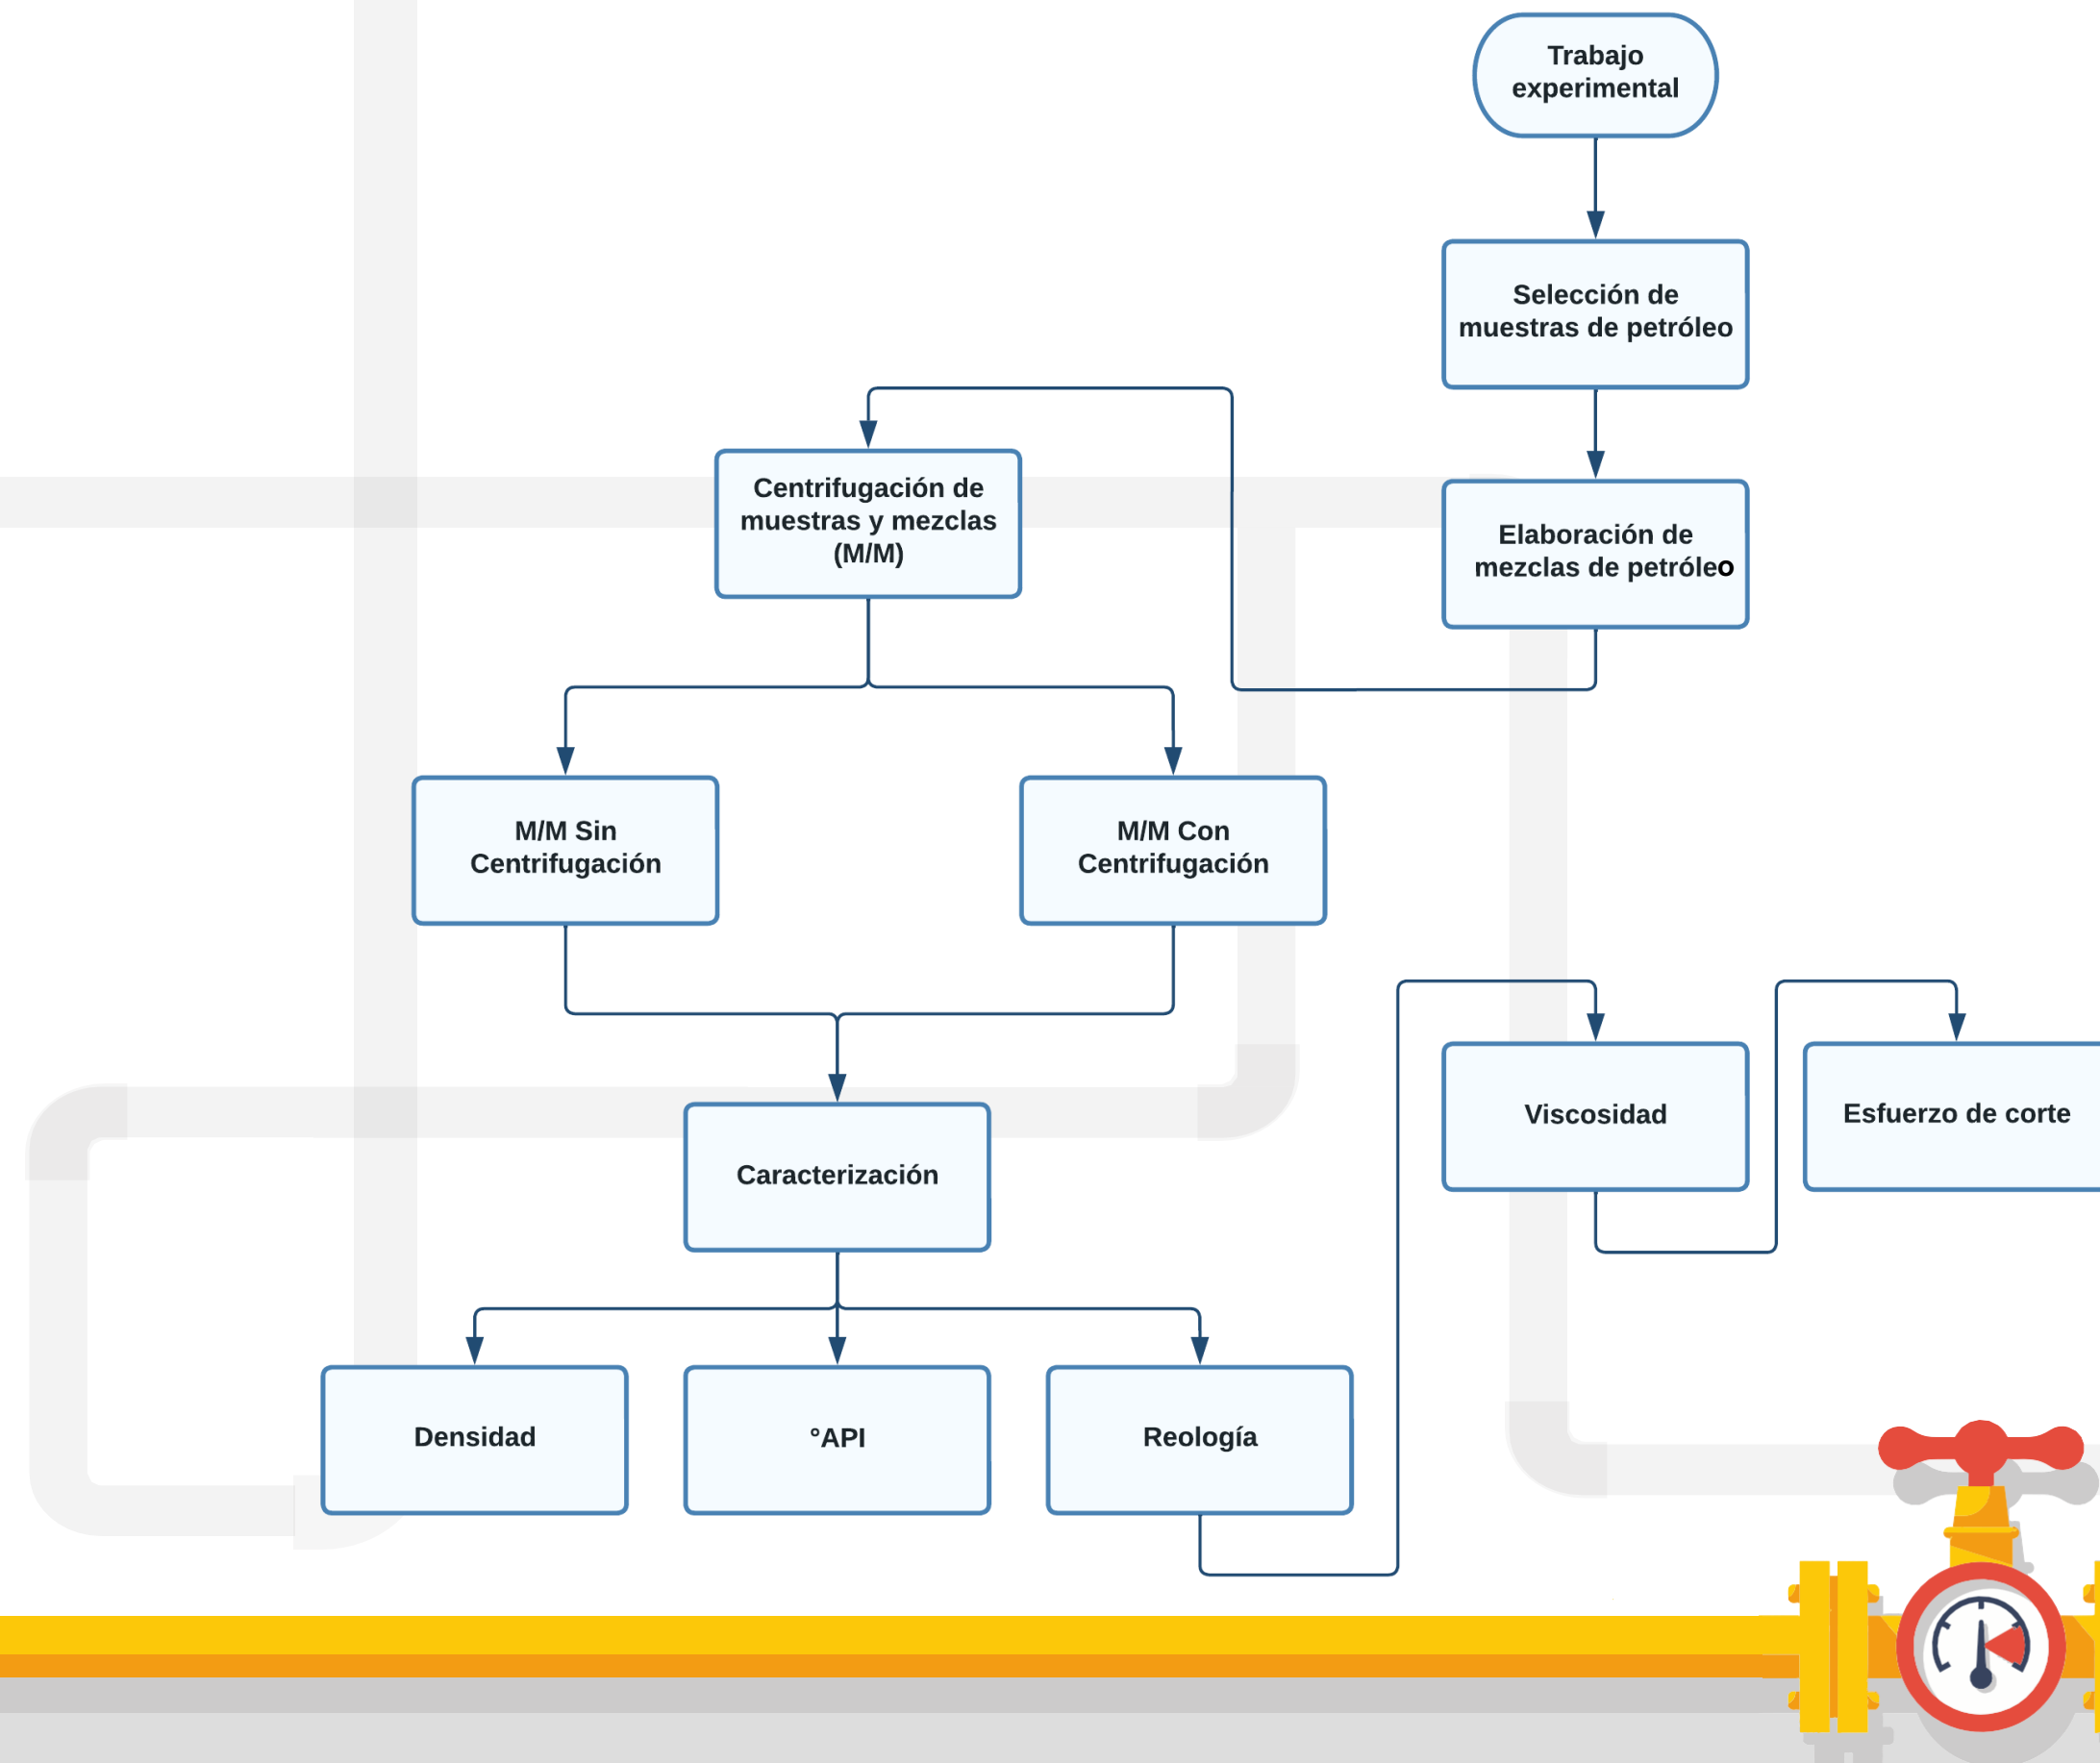 Trabajo
experimental
Selección de
muestras de petróleo
Elaboración de
mezclas de petróleo
Centrifugación de
muestras y mezclas
(M/M)
M/M Sin
Centrifugación
M/M Con
Centrifugación
Caracterización
Densidad
°API
Reología
Viscosidad
Esfuerzo de corte